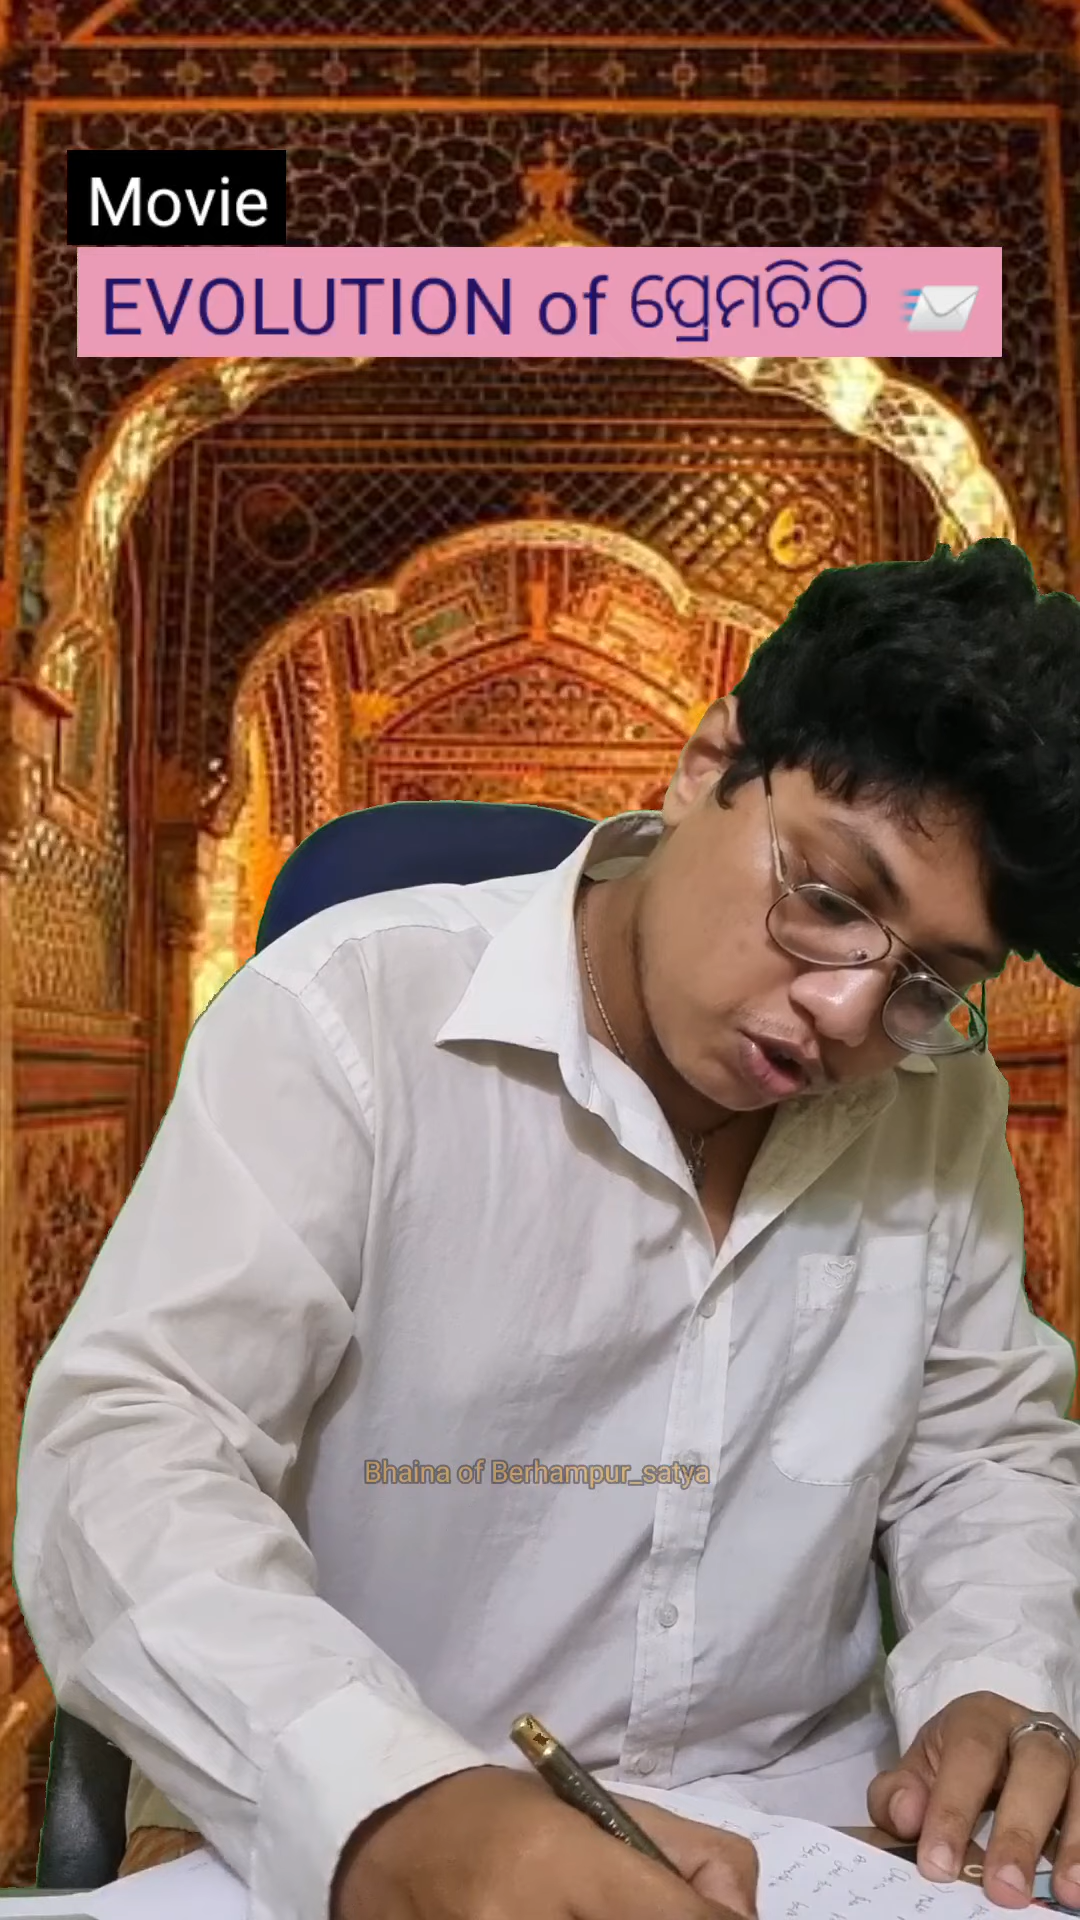 Movie
EVOLUTION of ପ୍ରେମଚିଠି 📨
Bhaina of Berhampur_satya